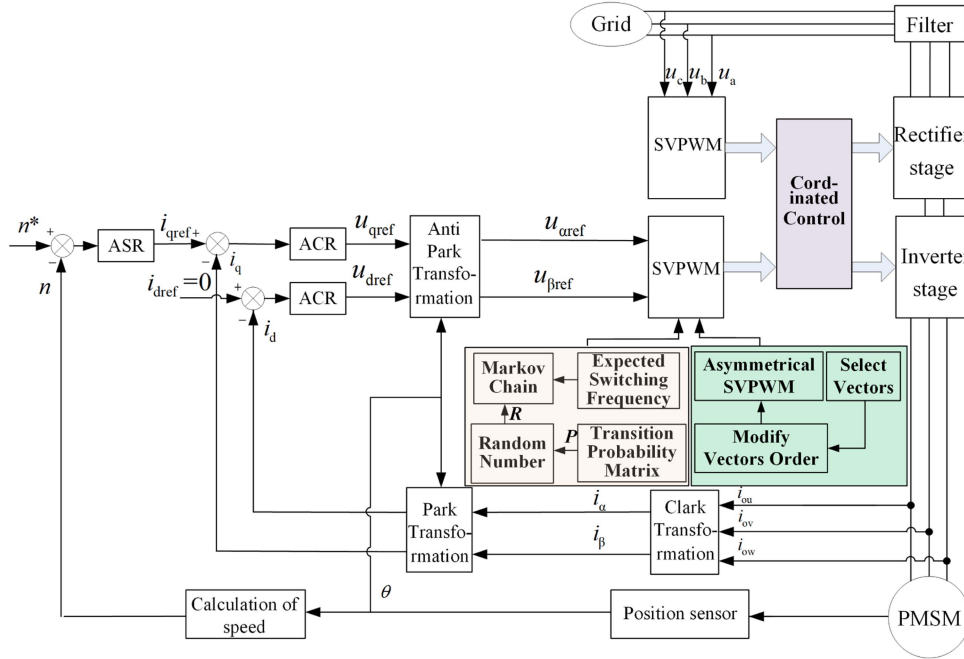 Grid
Filter
u_c u_b u_a
SVPWM
Cord-
inated
Control
Rectifier
stage
n*
+
−
ASR
i_qref
+
−
i_q
ACR
u_qref
Anti
Park
Transfo-
rmation
u_αref
SVPWM
Inverter
stage
n
i_dref=0
+
−
i_d
ACR
u_dref
u_βref
Markov
Chain
Expected
Switching
Frequency
R
Random
Number
P
Transition
Probability
Matrix
Asymmetrical
SVPWM
Select
Vectors
Modify
Vectors Order
Park
Transfo-
rmation
i_α
i_β
Clark
Transfo-
rmation
i_ou
i_ov
i_ow
θ
Calculation of
speed
Position sensor
PMSM